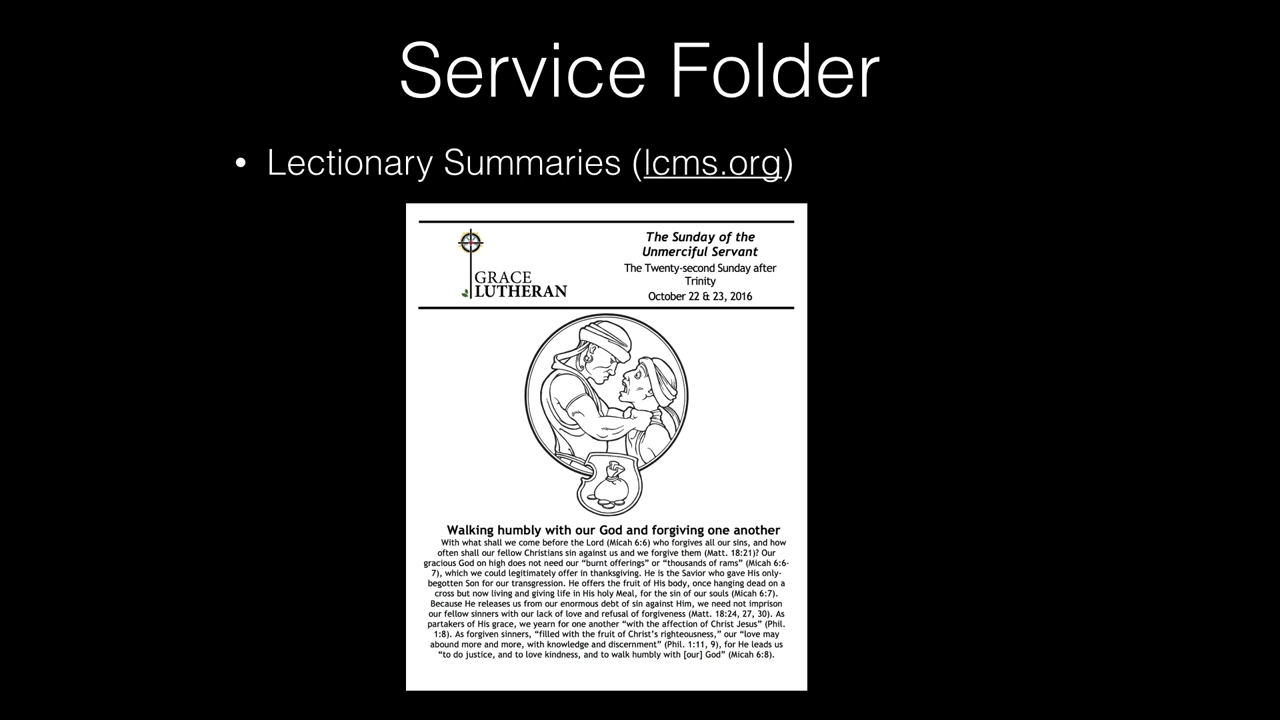 Service Folder
• Lectionary Summaries (lcms.org)
GRACE
LUTHERAN
The Sunday of the
Unmerciful Servant
The Twenty-second Sunday after
Trinity
October 22 & 23, 2016
Walking humbly with our God and forgiving one another
With what shall we come before the Lord (Micah 6:6) who forgives all our sins, and how
often shall our fellow Christians sin against us and we forgive them (Matt. 18:21)? Our
gracious God on high does not need our “burnt offerings” or “thousands of rams” (Micah 6:6-
7), which we could legitimately offer in thanksgiving. He is the Savior who gave His only-
begotten Son for our transgression. He offers the fruit of His body, once hanging dead on a
cross but now living and giving life in His holy Meal, for the sin of our souls (Micah 6:7).
Because He releases us from our enormous debt of sin against Him, we need not imprison
our fellow sinners with our lack of love and refusal of forgiveness (Matt. 18:24, 27, 30). As
partakers of His grace, we yearn for one another “with the affection of Christ Jesus” (Phil.
1:8). As forgiven sinners, “filled with the fruit of Christ’s righteousness,” our “love may
abound more and more, with knowledge and discernment” (Phil. 1:11, 9), for He leads us
“to do justice, and to love kindness, and to walk humbly with [our] God” (Micah 6:8).